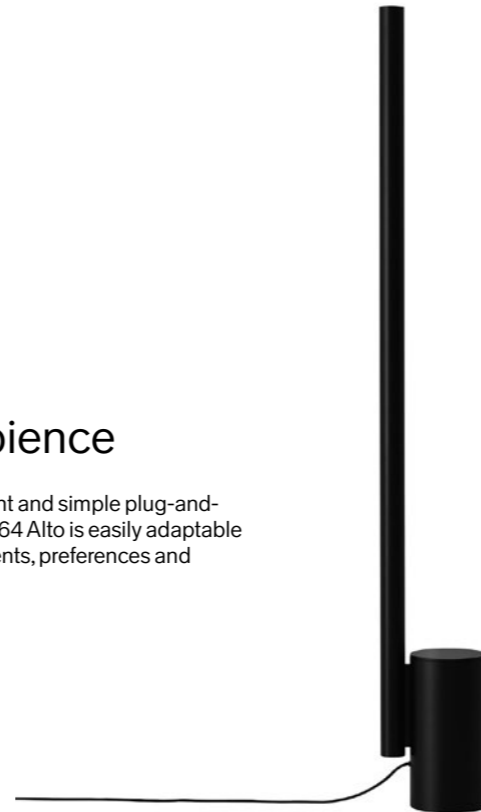 pience
nt and simple plug-and-
64 Alto is easily adaptable
ents, preferences and